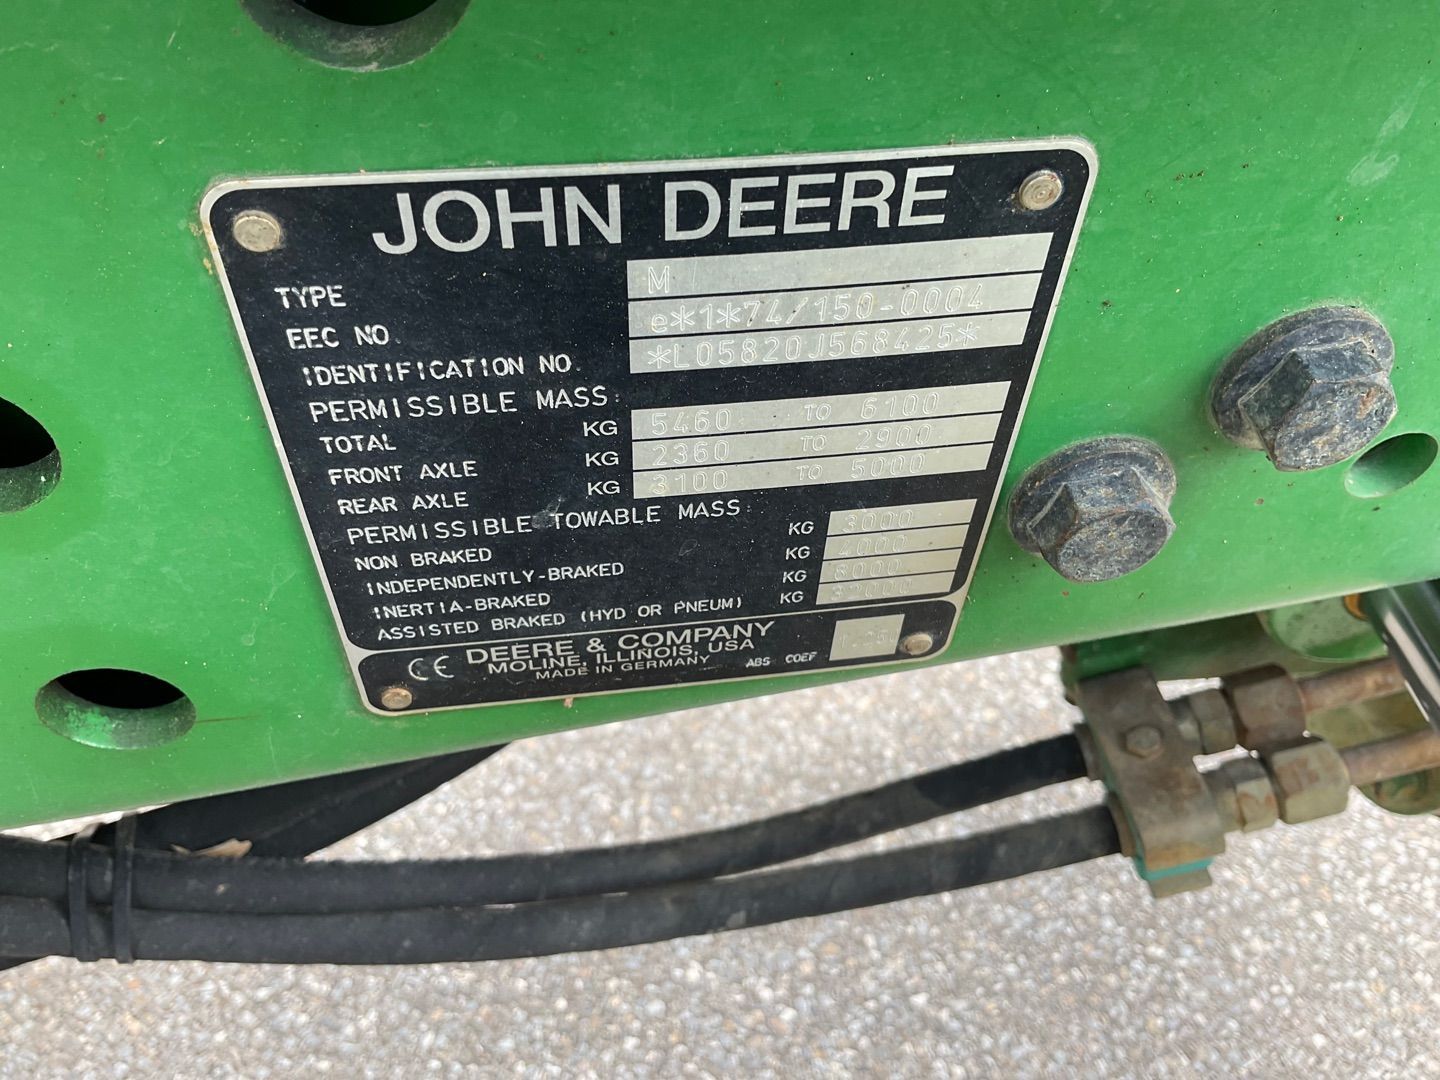 JOHN DEERE
TYPE M
EEC NO. e*1*74/150-0004
IDENTIFICATION NO. *L05820J568425*
PERMISSIBLE MASS:
TOTAL KG 5460 TO 6100
FRONT AXLE KG 2360 TO 2900
REAR AXLE KG 3100 TO 5000
PERMISSIBLE TOWABLE MASS:
NON BRAKED KG 3000
INDEPENDENTLY-BRAKED KG 4000
INERTIA-BRAKED KG 8000
ASSISTED BRAKED (HYD OR PNEUM) KG 32000
CE DEERE & COMPANY
MOLINE, ILLINOIS, USA
MADE IN GERMANY ABS COEF